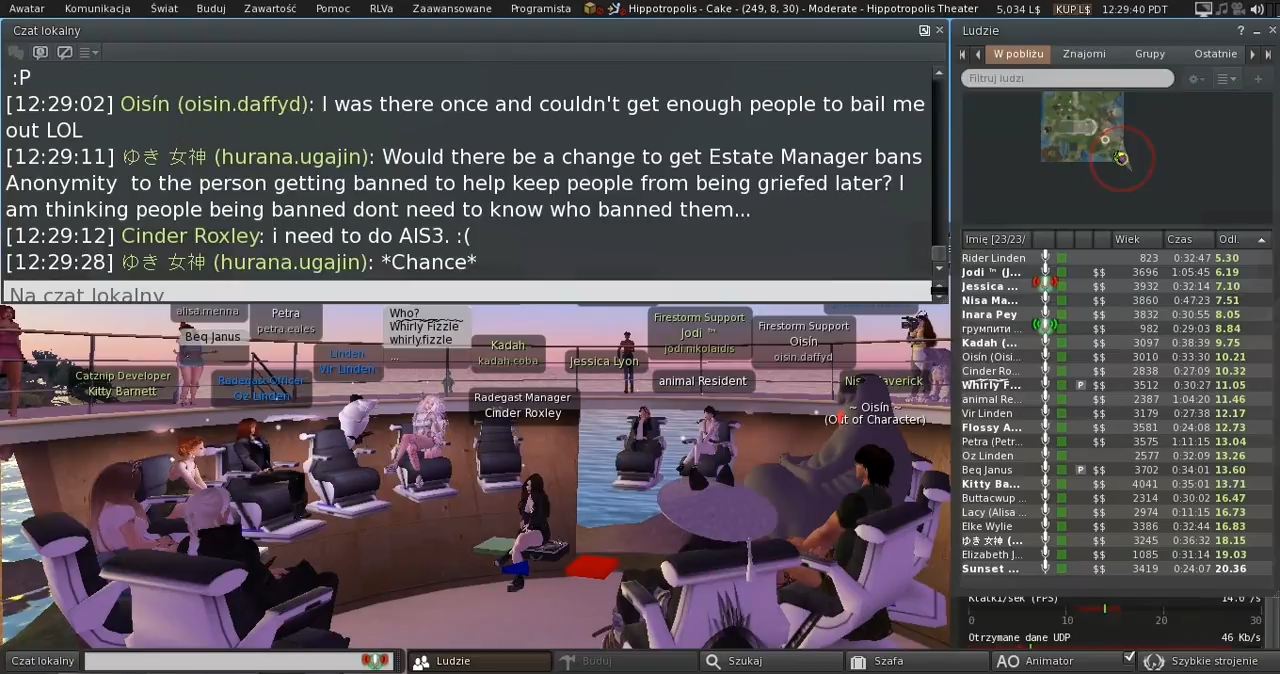 Awatar Komunikacja Świat Buduj Zawartość Pomoc RLVa Zaawansowane Programista Hippotropolis - Cake - (249, 8, 30) - Moderate - Hippotropolis Theater 5,034 L$ KUP L$ 12:29:40 PDT
Czat lokalny
:P
[12:29:02] Oisín (oisin.daffyd): I was there once and couldn't get enough people to bail me
out LOL
[12:29:11] ゆき 女神 (hurana.ugajin): Would there be a change to get Estate Manager bans
Anonymity to the person getting banned to help keep people from being griefed later? I
am thinking people being banned dont need to know who banned them...
[12:29:12] Cinder Roxley: i need to do AIS3. :(
[12:29:28] ゆき 女神 (hurana.ugajin): *Chance*
Na czat lokalny
alisa.menna
Petra
petra.eales
Beq Janus
Who?
Whirly Fizzle
whirly.fizzle
...
Linden
Vir Linden
Kadah
kadah.coba
Jessica Lyon
Firestorm Support
Jodi ™
jodi.nikolaidis
Firestorm Support
Oisín
oisin.daffyd
Catznip Developer
Kitty Barnett
Radegast Officer
Oz Linden
animal Resident
Radegast Manager
Cinder Roxley
~ Oisín ~
(Out of Character)
Ludzie
W pobliżu Znajomi Grupy Ostatnie
Filtruj ludzi
Imię [23/23/ Wiek Czas Odl.
Rider Linden 823 0:32:47 5.30
Jodi ™ (J... $$ 3696 1:05:45 6.19
Jessica ... $$ 3932 0:32:14 7.10
Nisa Ma... $$ 3860 0:47:23 7.51
Inara Pey $$ 3832 0:30:55 8.05
грумпити ... $$ 982 0:29:03 8.84
Kadah (... $$ 3097 0:38:39 9.75
Oisín (Oisi... $$ 3010 0:33:30 10.21
Cinder Ro... $$ 2838 0:27:09 10.32
Whirly F... P $$ 3512 0:30:27 11.05
animal Re... $$ 2387 1:04:20 11.46
Vir Linden $$ 3179 0:27:38 12.17
Flossy A... $$ 3581 0:24:08 12.73
Petra (Petr... $$ 3575 1:11:15 13.04
Oz Linden 2577 0:32:09 13.26
Beq Janus P $$ 3702 0:34:01 13.60
Kitty Ba... $$ 4041 0:35:01 13.71
Buttacwup ... $$ 2314 0:30:02 16.47
Lacy (Alisa ... $$ 2974 0:11:15 16.73
Elke Wylie $$ 3386 0:32:44 16.83
ゆき 女神 (... $$ 3245 0:36:32 18.15
Elizabeth J... $$ 1085 0:31:14 19.03
Sunset ... $$ 3419 0:24:07 20.36
Klatki/sek (FPS) 14.0 /s
0 10 20 30
Otrzymane dane UDP 46 Kb/s
Czat lokalny Ludzie Buduj Szukaj Szafa AO Animator Szybkie strojenie